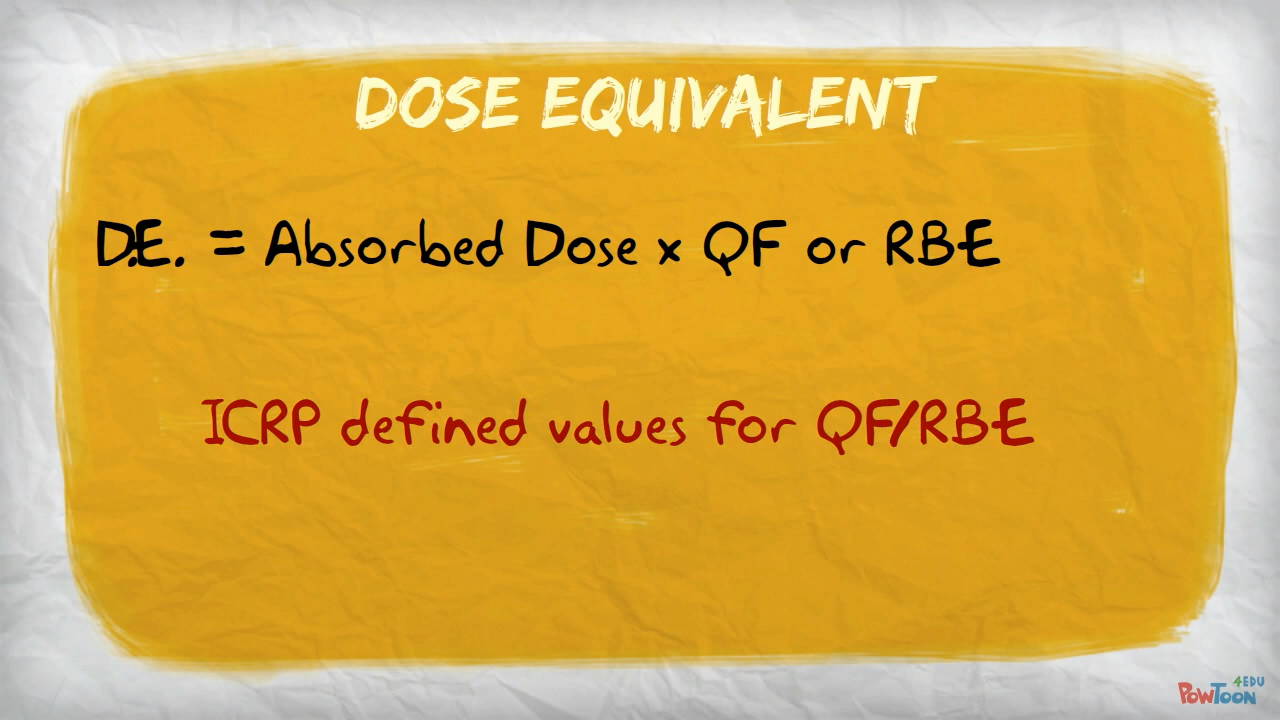 DOSE EQUIVALENT
D.E. = Absorbed Dose x QF or RBE
ICRP defined values for QF/RBE
4EDU
POWTOON